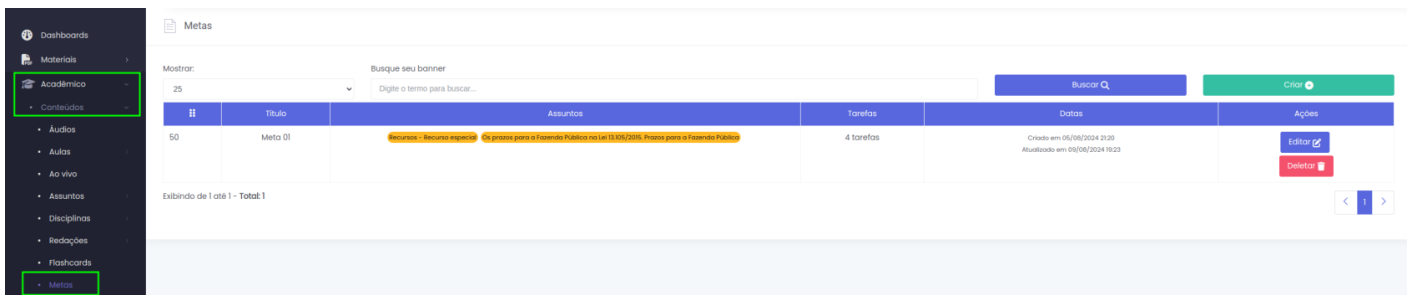 Dashboards
Materiais
Acadêmico
Conteúdos
Áudios
Aulas
Ao vivo
Assuntos
Disciplinas
Redações
Flashcards
Metas
Metas
Mostrar:
25
Busque seu banner
Digite o termo para buscar...
Buscar
Criar
Título
Assuntos
Tarefas
Datas
Ações
50
Meta 01
Recursos - Recurso especial
Os prazos para a Fazenda Pública na Lei 13.105/2015. Prazos para a Fazenda Pública
4 tarefas
Criado em 05/08/2024 21:20
Atualizado em 09/08/2024 19:23
Editar
Deletar
Exibindo de 1 até 1 - Total: 1
< 1 >